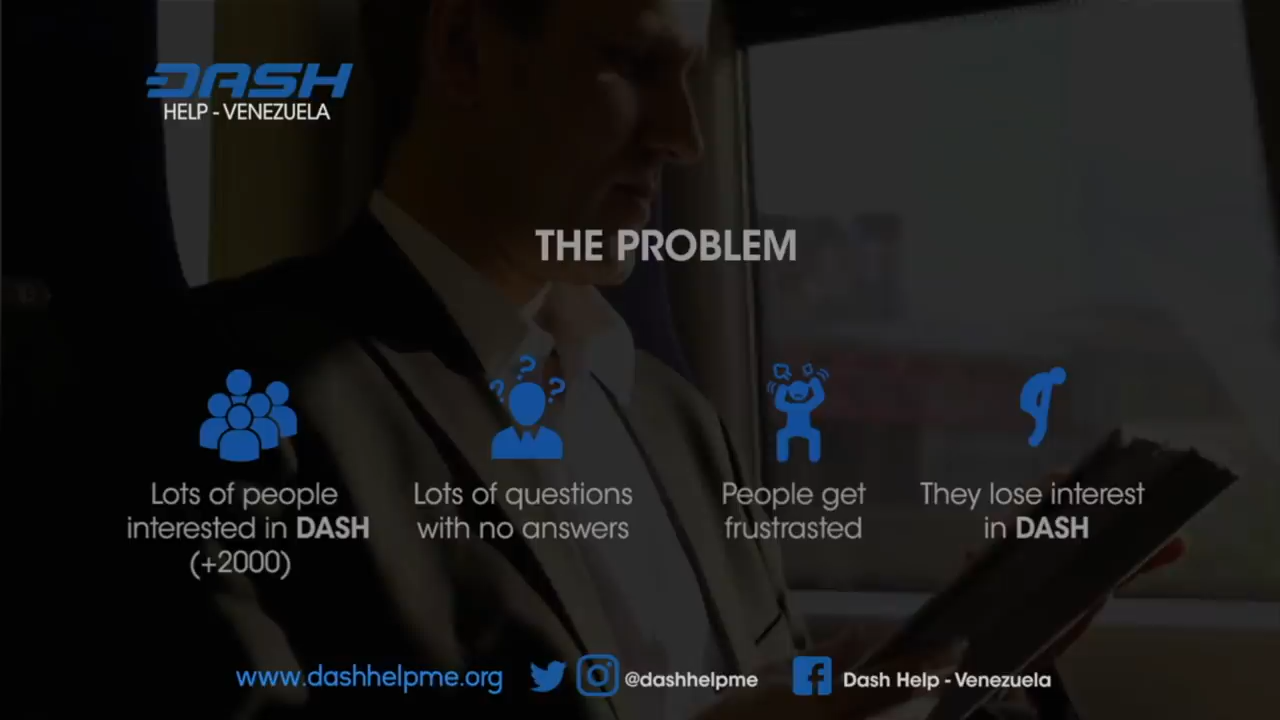 DASH
HELP - VENEZUELA
THE PROBLEM
Lots of people
interested in DASH
(+2000)
Lots of questions
with no answers
People get
frustrasted
They lose interest
in DASH
www.dashhelpme.org
@dashhelpme
Dash Help - Venezuela